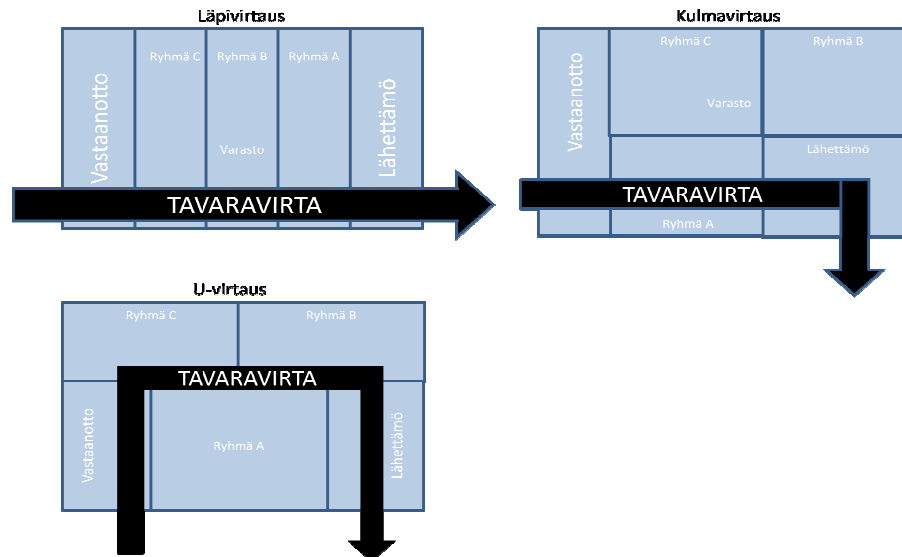 Läpivirtaus
Vastaanotto
Ryhmä C
Ryhmä B
Ryhmä A
Varasto
Lähettämö
TAVARAVIRTA
Kulmavirtaus
Vastaanotto
Ryhmä C
Ryhmä B
Varasto
Lähettämö
TAVARAVIRTA
Ryhmä A
U-virtaus
Ryhmä C
Ryhmä B
TAVARAVIRTA
Vastaanotto
Ryhmä A
Lähettämö